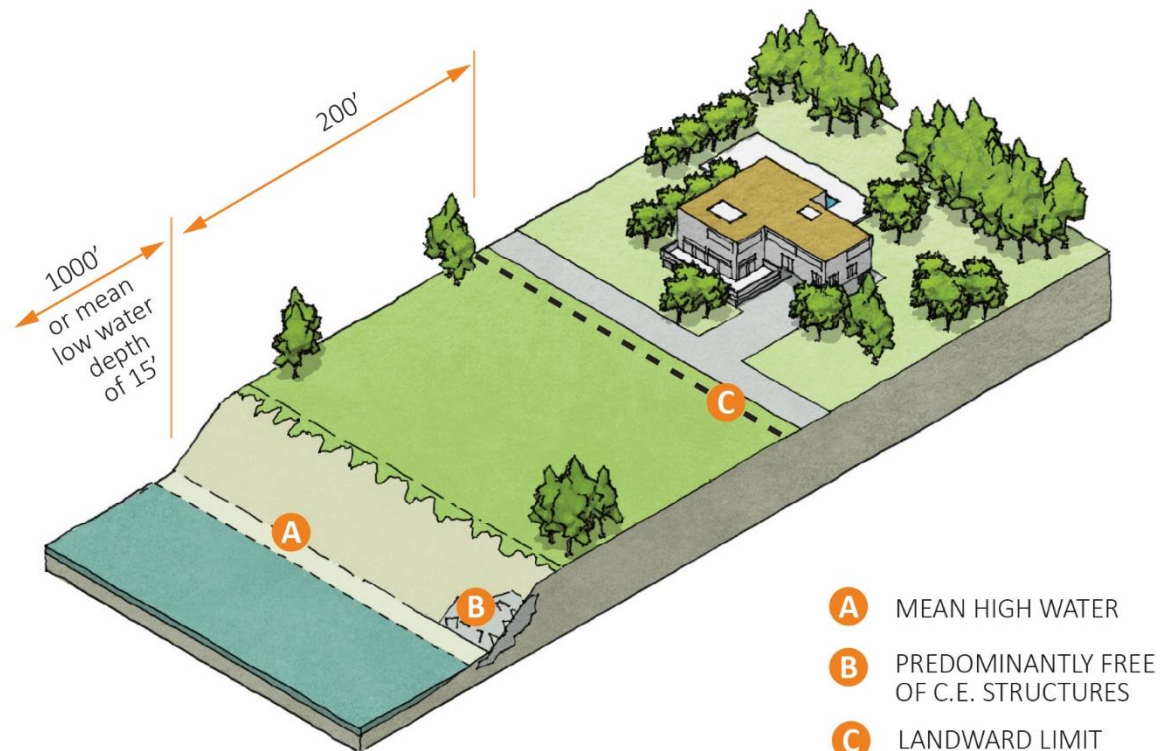 200’
1000’
or mean
low water
depth
of 15’
C
A
B
A MEAN HIGH WATER
B PREDOMINANTLY FREE
OF C.E. STRUCTURES
C LANDWARD LIMIT